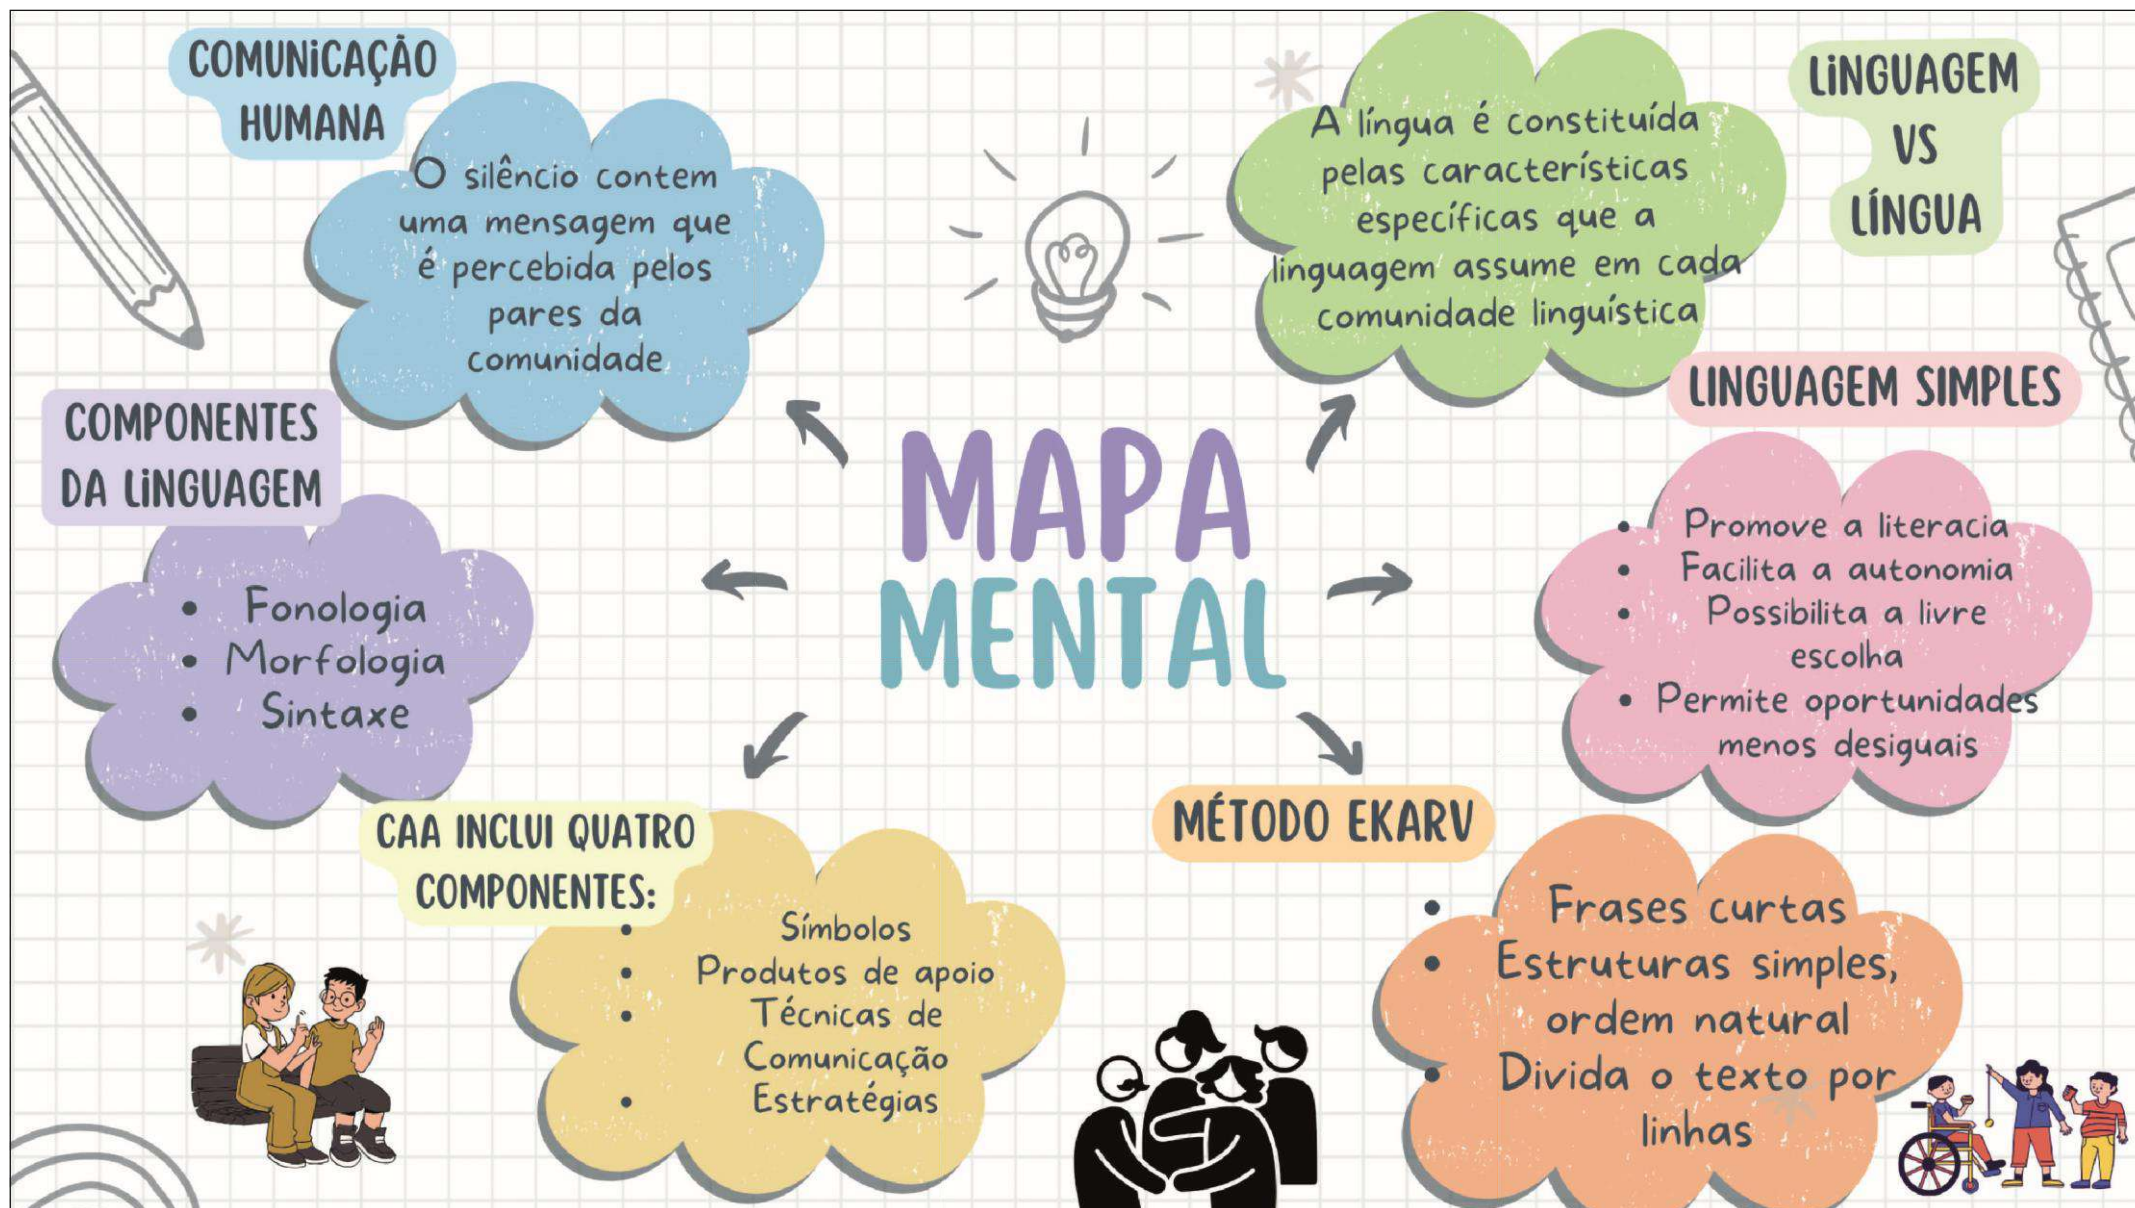 COMUNICAÇÃO
HUMANA
O silêncio contem
uma mensagem que
é percebida pelos
pares da
comunidade
LINGUAGEM
VS
LÍNGUA
A língua é constituída
pelas características
específicas que a
linguagem assume em cada
comunidade linguística
COMPONENTES
DA LINGUAGEM
• Fonologia
• Morfologia
• Sintaxe
MAPA
MENTAL
LINGUAGEM SIMPLES
• Promove a literacia
• Facilita a autonomia
• Possibilita a livre
escolha
• Permite oportunidades
menos desiguais
CAA INCLUI QUATRO
COMPONENTES:
• Símbolos
• Produtos de apoio
• Técnicas de
Comunicação
• Estratégias
MÉTODO EKARV
• Frases curtas
• Estruturas simples,
ordem natural
• Divida o texto por
linhas